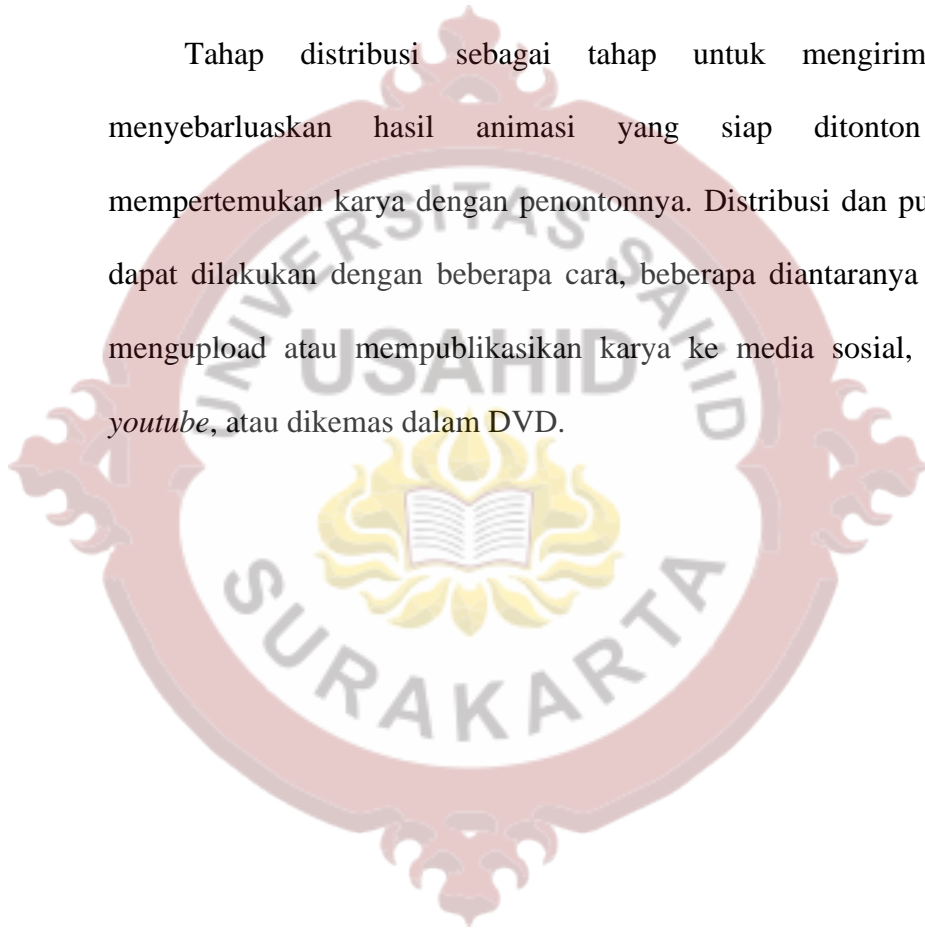 Tahap distribusi sebagai tahap untuk mengirim
menyebarluaskan hasil animasi yang siap ditonton
mempertemukan karya dengan penontonnya. Distribusi dan pu
dapat dilakukan dengan beberapa cara, beberapa diantaranya
mengupload atau mempublikasikan karya ke media sosial,
youtube, atau dikemas dalam DVD.
UNIVERSITAS SAHID
USAHID
SURAKARTA